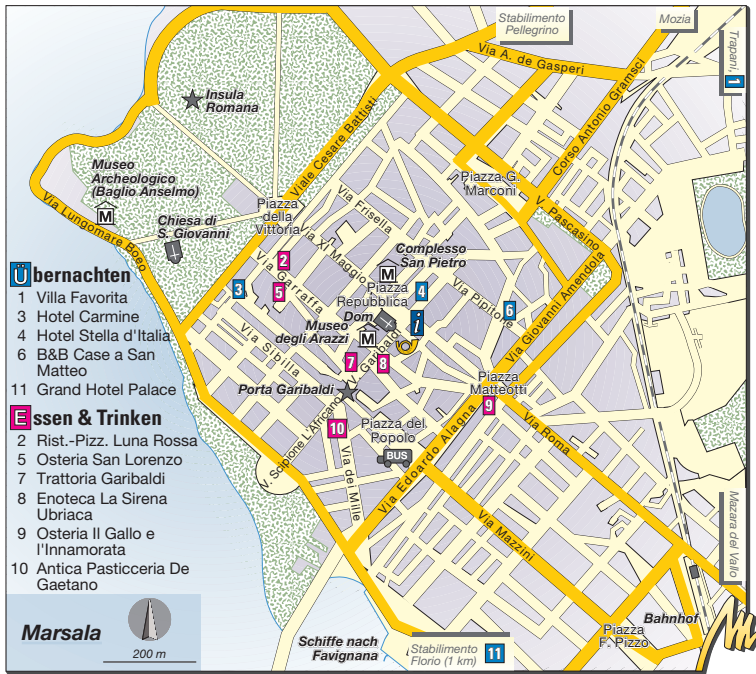 Stabilimento
Pellegrino
Mozia
Trapani,
1
Via A. de Gasperi
Corso Antonio Gramsci
Insula
Romana
Viale Cesare Battisti
Museo
Archeologico
(Baglio Anselmo)
M
Via Lungomare Boeo
Chiesa di
S. Giovanni
Piazza
della
Vittoria
Via Frisella
Via XI Maggio
Piazza G.
Marconi
V. Pascasino
Complesso
San Pietro
M
Via Garraffa
2
3
5
Piazza
Repubblica
4
Via Pipitone
6
Via Giovanni Amendola
Dom
i
Museo
degli Arazzi
M
Garibaldi
Via Sibilla
7
8
Porta Garibaldi
Piazza
Matteotti
9
V. Scipione L'Africano
10
Piazza del
Popolo
BUS
Via dei Mille
Via Edoardo Alagna
Via Roma
Via Mazzini
Mazara del Vallo
Bahnhof
Piazza
F. Pizzo
Schiffe nach
Favignana
Stabilimento
Florio (1 km)
11
Übernachten
1 Villa Favorita
3 Hotel Carmine
4 Hotel Stella d'Italia
6 B&B Case a San
Matteo
11 Grand Hotel Palace
Essen & Trinken
2 Rist.-Pizz. Luna Rossa
5 Osteria San Lorenzo
7 Trattoria Garibaldi
8 Enoteca La Sirena
Ubriaca
9 Osteria Il Gallo e
l'Innamorata
10 Antica Pasticceria De
Gaetano
Marsala
200 m